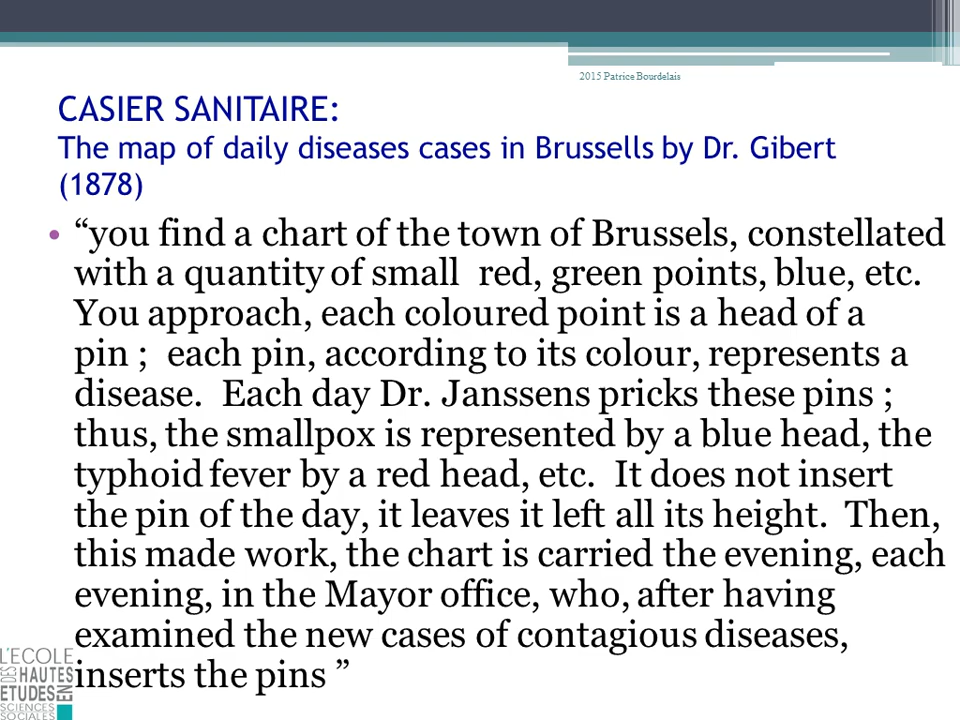 2015 Patrice Bourdelais
CASIER SANITAIRE:
The map of daily diseases cases in Brussells by Dr. Gibert
(1878)
• “you find a chart of the town of Brussels, constellated
with a quantity of small red, green points, blue, etc.
You approach, each coloured point is a head of a
pin ; each pin, according to its colour, represents a
disease. Each day Dr. Janssens pricks these pins ;
thus, the smallpox is represented by a blue head, the
typhoid fever by a red head, etc. It does not insert
the pin of the day, it leaves it left all its height. Then,
this made work, the chart is carried the evening, each
evening, in the Mayor office, who, after having
examined the new cases of contagious diseases,
inserts the pins ”
L'ECOLE
DES HAUTES
ETUDES EN
SCIENCES
SOCIALES